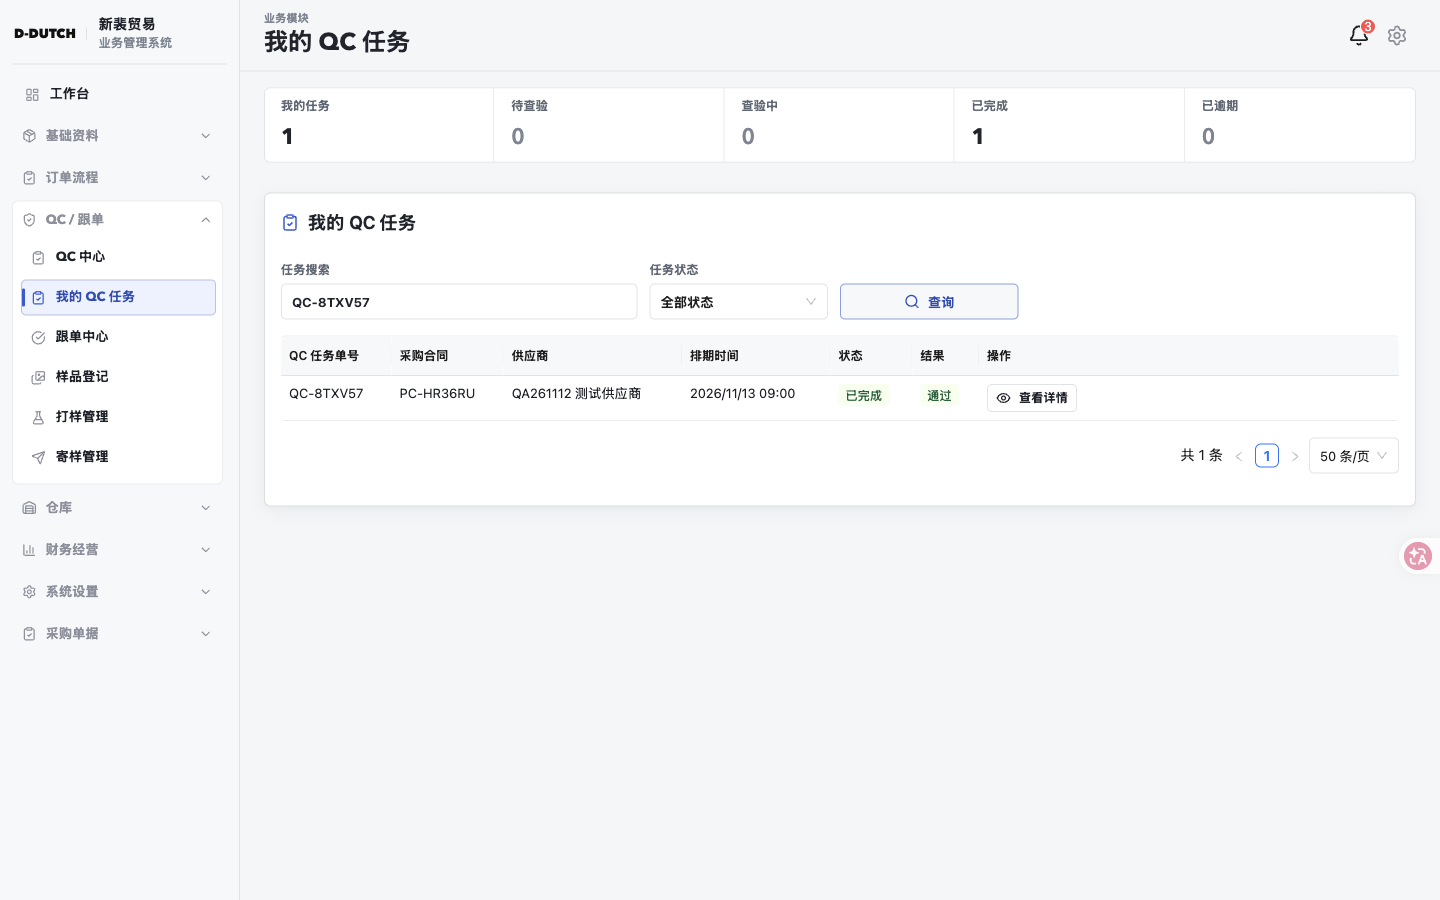 D-DUTCH
新裴贸易
业务管理系统
工作台
基础资料
订单流程
QC / 跟单
QC 中心
我的 QC 任务
跟单中心
样品登记
打样管理
寄样管理
仓库
财务经营
系统设置
采购单据
业务模块
我的 QC 任务
3
我的任务
1
待查验
0
查验中
0
已完成
1
已逾期
0
我的 QC 任务
任务搜索
QC-8TXV57
任务状态
全部状态
查询
QC 任务单号 采购合同 供应商 排期时间 状态 结果 操作
QC-8TXV57 PC-HR36RU QA261112 测试供应商 2026/11/13 09:00 已完成 通过 查看详情
共 1 条 1 50 条/页